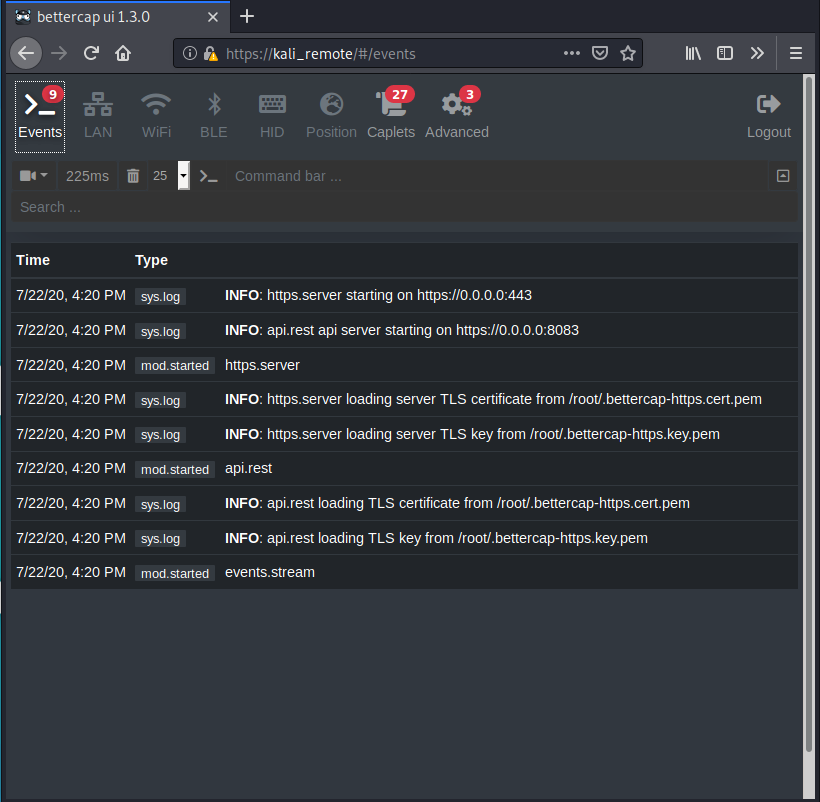 bettercap ui 1.3.0
https://kali_remote/#/events
9 27 3
Events LAN WiFi BLE HID Position Caplets Advanced Logout
225ms 25 Command bar ...
Search ...
Time Type
7/22/20, 4:20 PM sys.log INFO: https.server starting on https://0.0.0.0:443
7/22/20, 4:20 PM sys.log INFO: api.rest api server starting on https://0.0.0.0:8083
7/22/20, 4:20 PM mod.started https.server
7/22/20, 4:20 PM sys.log INFO: https.server loading server TLS certificate from /root/.bettercap-https.cert.pem
7/22/20, 4:20 PM sys.log INFO: https.server loading server TLS key from /root/.bettercap-https.key.pem
7/22/20, 4:20 PM mod.started api.rest
7/22/20, 4:20 PM sys.log INFO: api.rest loading TLS certificate from /root/.bettercap-https.cert.pem
7/22/20, 4:20 PM sys.log INFO: api.rest loading TLS key from /root/.bettercap-https.key.pem
7/22/20, 4:20 PM mod.started events.stream